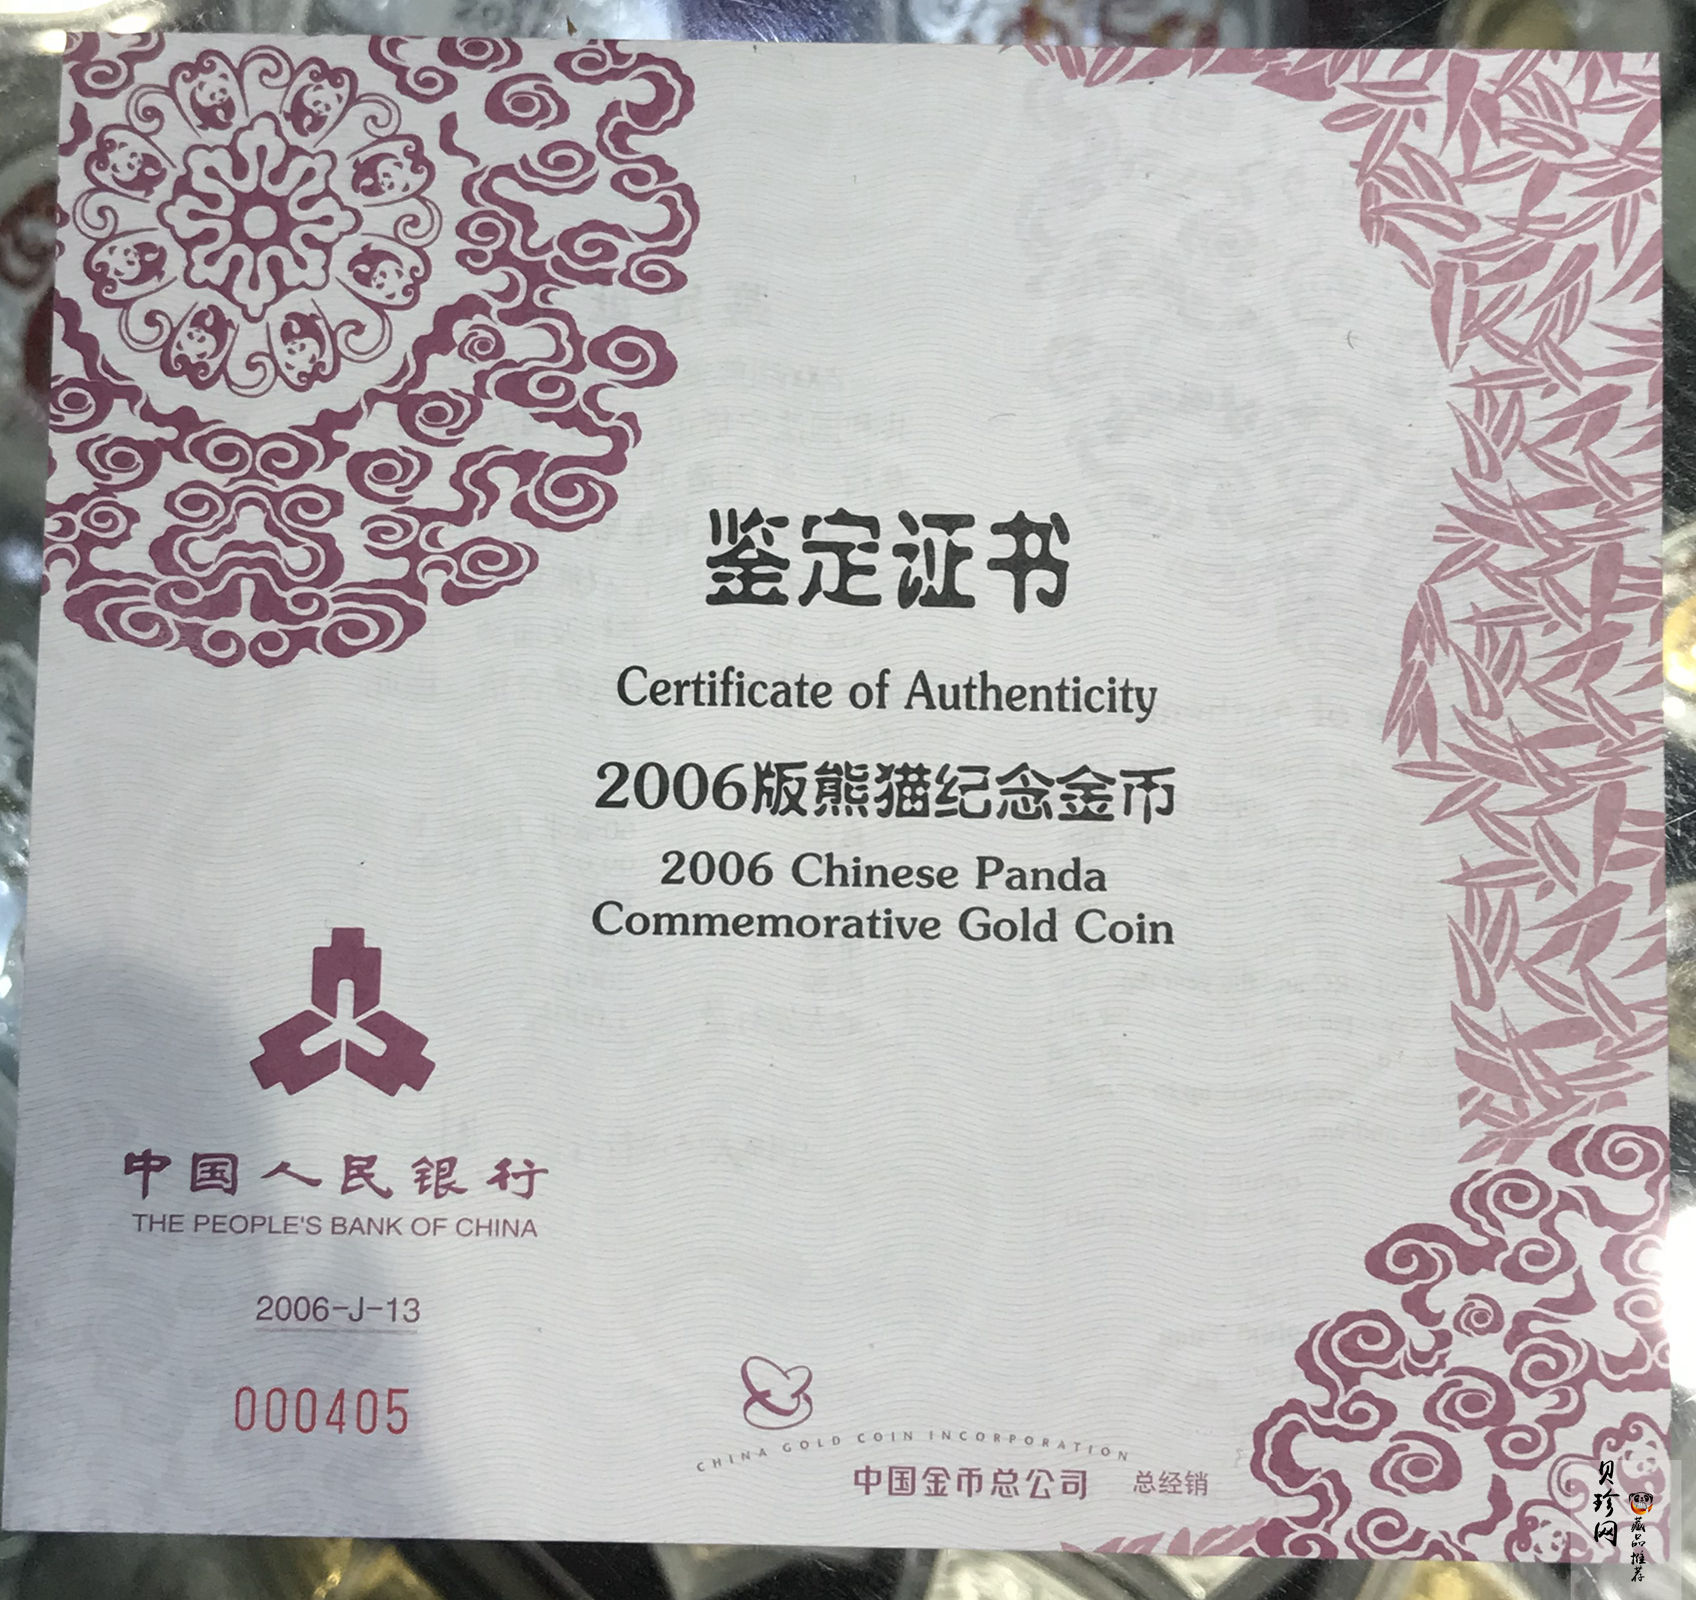 鉴定证书
Certificate of Authenticity
2006版熊猫纪念金币
2006 Chinese Panda
Commemorative Gold Coin
中国人民银行
THE PEOPLE'S BANK OF CHINA
2006-J-13
000405
CHINA GOLD COIN INCORPORATION
中国金币总公司 总经销
贝珍网
藏品推荐